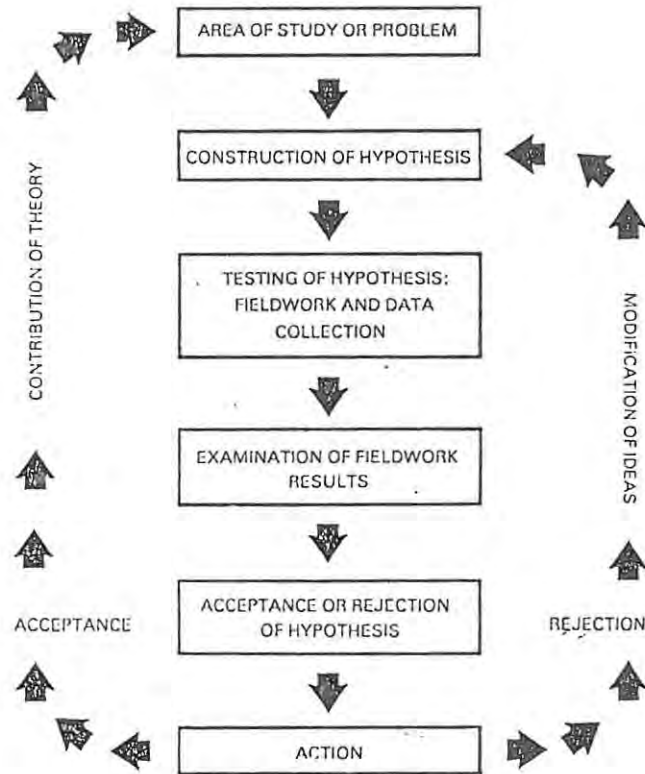 AREA OF STUDY OR PROBLEM
CONSTRUCTION OF HYPOTHESIS
TESTING OF HYPOTHESIS:
FIELDWORK AND DATA
COLLECTION
EXAMINATION OF FIELDWORK
RESULTS
ACCEPTANCE OR REJECTION
OF HYPOTHESIS
ACTION
ACCEPTANCE
CONTRIBUTION OF THEORY
REJECTION
MODIFICATION OF IDEAS